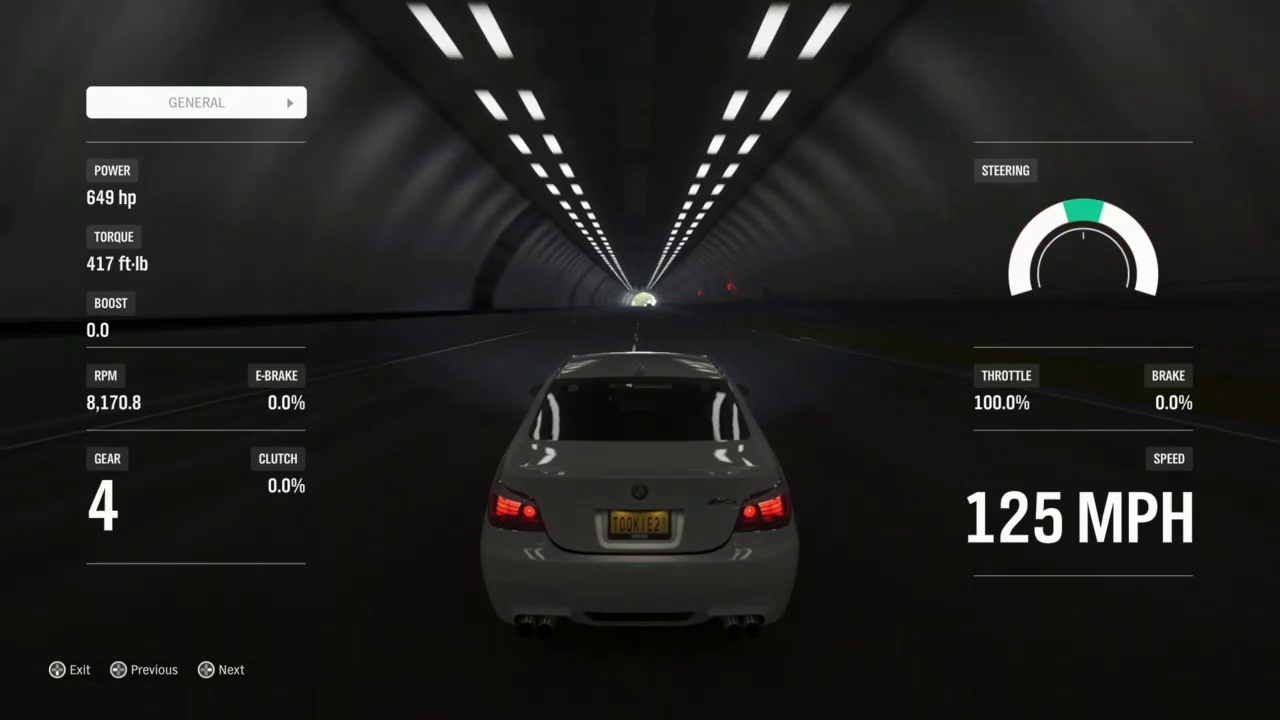 GENERAL
POWER
649 hp
TORQUE
417 ft·lb
BOOST
0.0
RPM
E-BRAKE
8,170.8
0.0%
GEAR
CLUTCH
4
0.0%
STEERING
THROTTLE
BRAKE
100.0%
0.0%
SPEED
125 MPH
TOOKIE2
Exit
Previous
Next